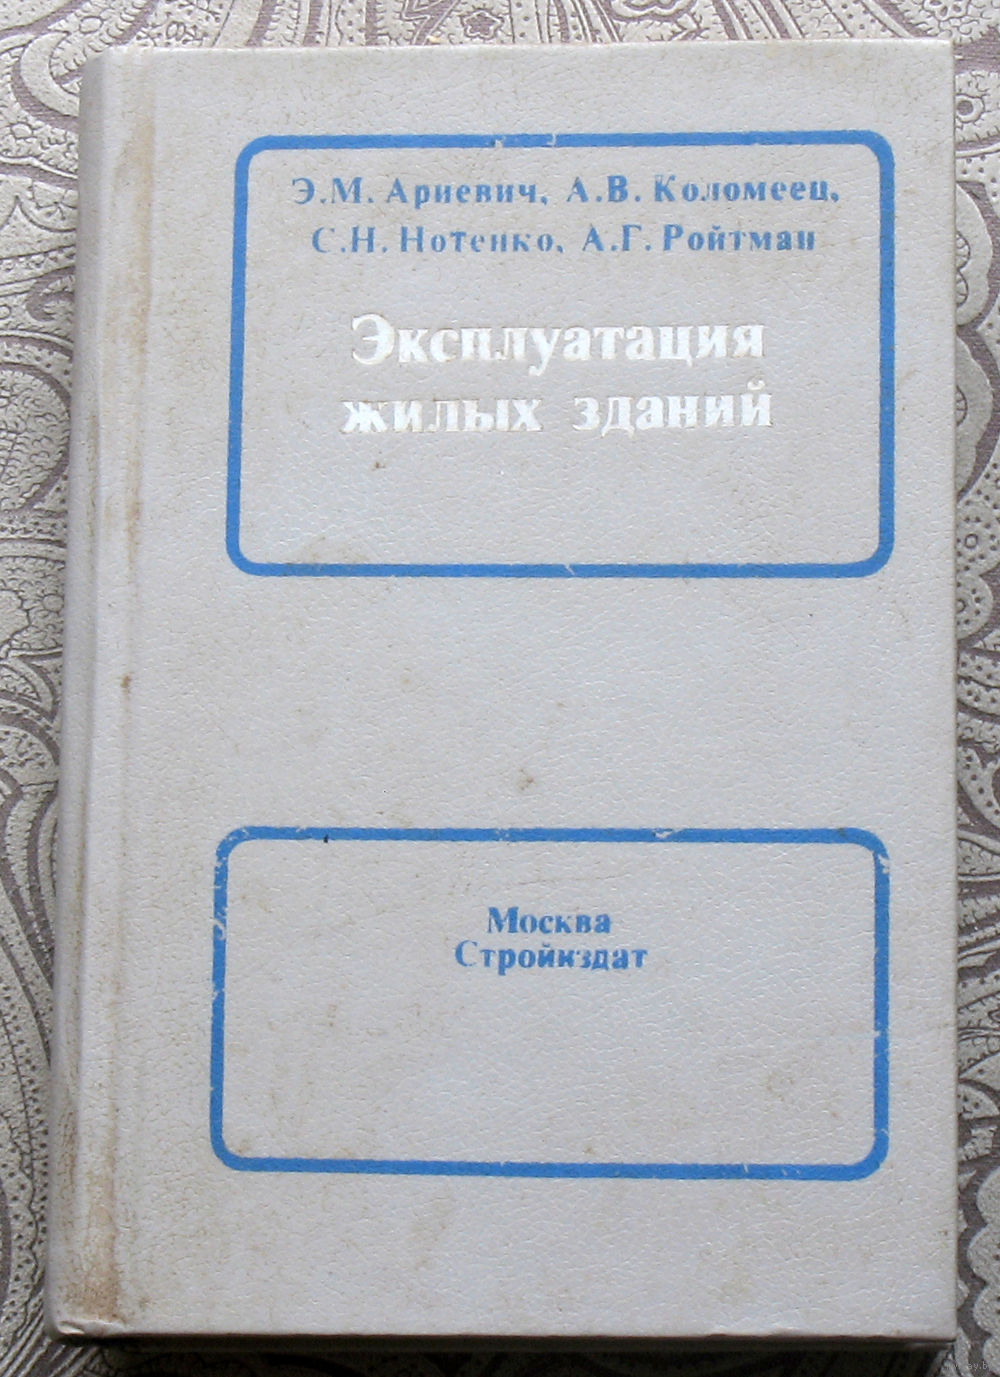 Э.М. Ариевич, А.В. Коломеец,
С.Н. Нотенко, А.Г. Ройтман
Эксплуатация
жилых зданий
Москва
Стройиздат